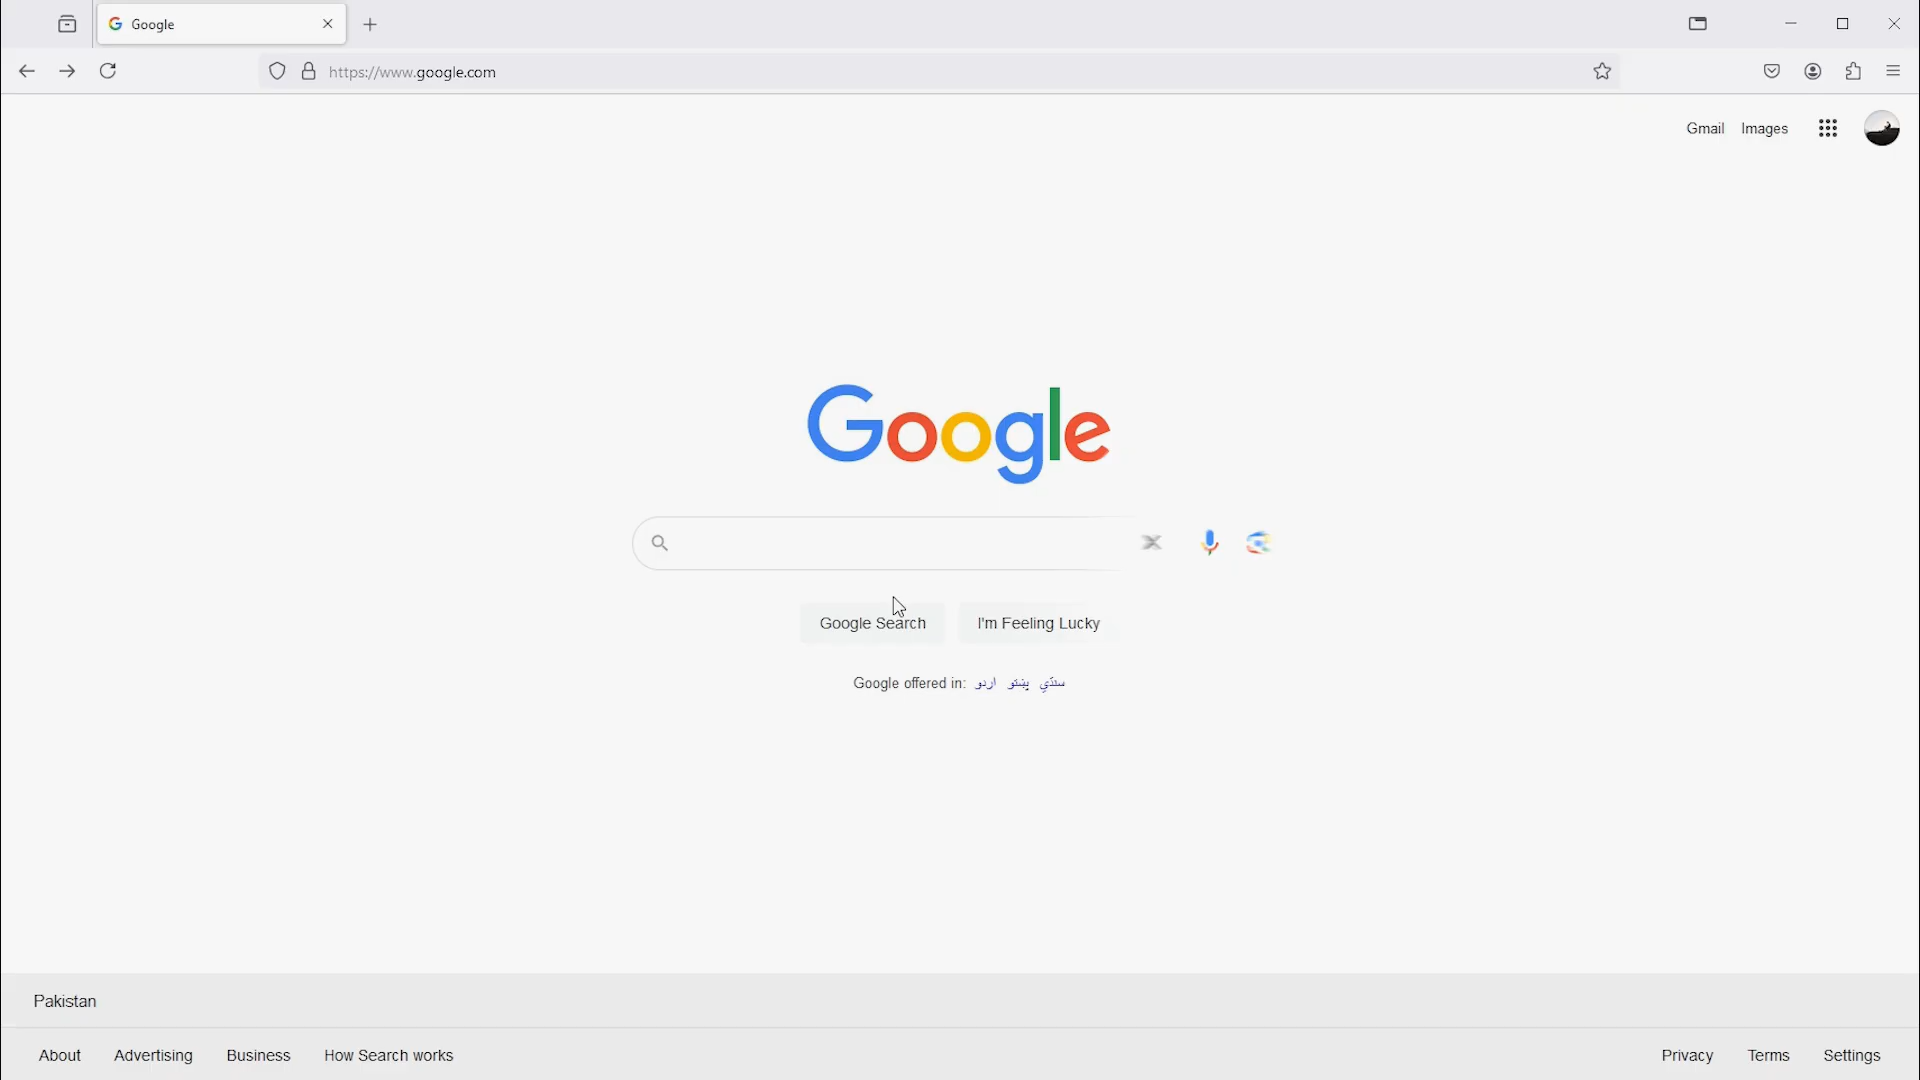 Google
https://www.google.com
Gmail Images
Google
Google Search I'm Feeling Lucky
Google offered in: اردو پښتو سنڌي
Pakistan
About Advertising Business How Search works Privacy Terms Settings